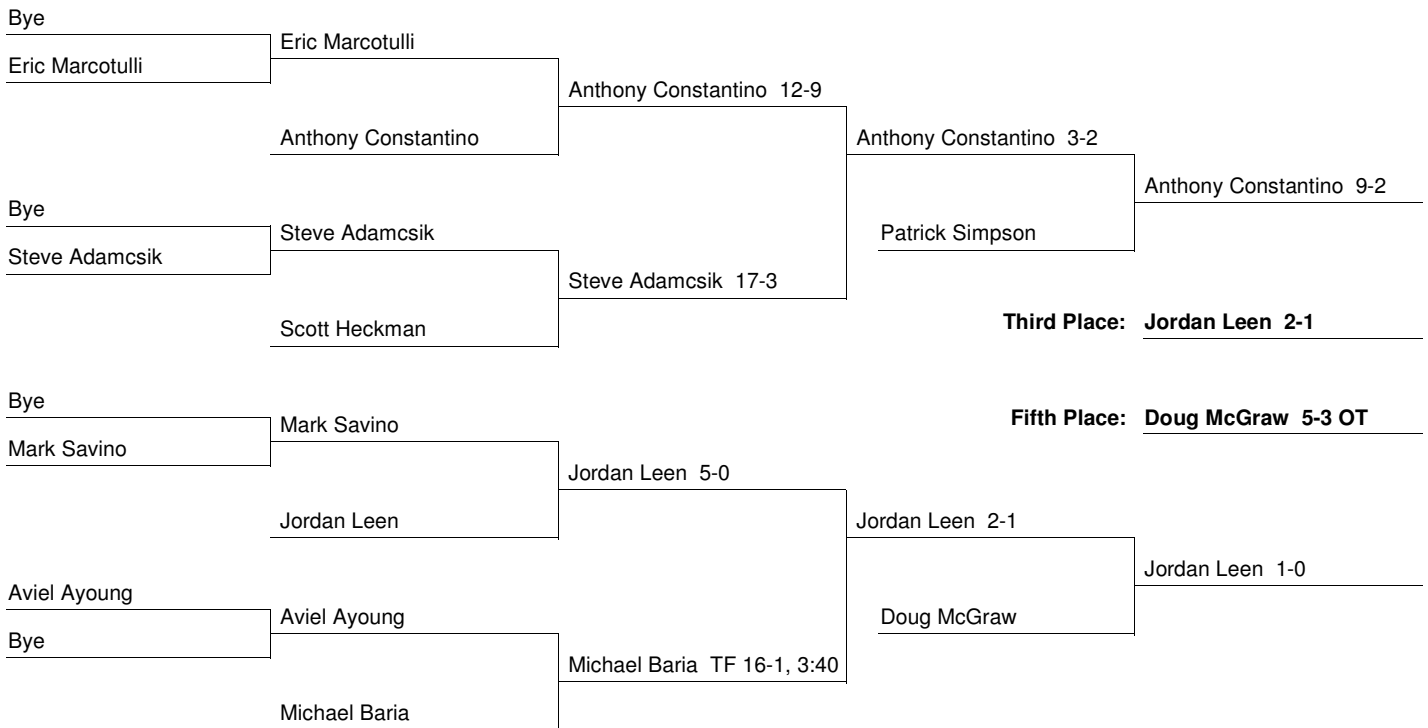 Bye
Eric Marcotulli
Eric Marcotulli
Anthony Constantino 12-9
Anthony Constantino
Anthony Constantino 3-2
Anthony Constantino 9-2
Bye
Steve Adamcsik
Patrick Simpson
Steve Adamcsik
Steve Adamcsik 17-3
Scott Heckman
Third Place: Jordan Leen 2-1
Bye
Mark Savino
Fifth Place: Doug McGraw 5-3 OT
Mark Savino
Jordan Leen 5-0
Jordan Leen
Jordan Leen 2-1
Jordan Leen 1-0
Aviel Ayoung
Aviel Ayoung
Doug McGraw
Bye
Michael Baria TF 16-1, 3:40
Michael Baria